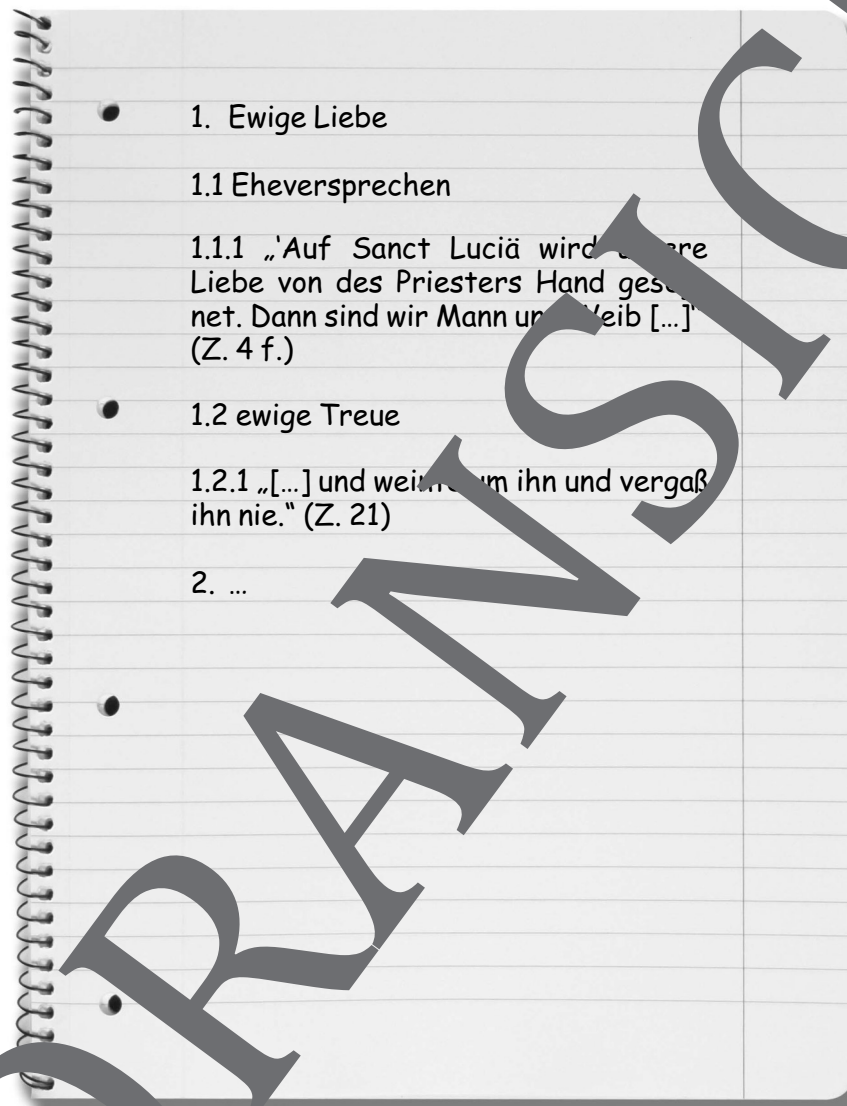 1. Ewige Liebe
1.1 Eheversprechen
1.1.1 „'Auf Sanct Luciä wird
Liebe von des Priesters Hand
net. Dann sind wir Mann [...]'
(Z. 4 f.)
1.2 ewige Treue
1.2.1 „[...] und ihn und vergaß
ihn nie.“ (Z. 21)
2. ...
RANSIC